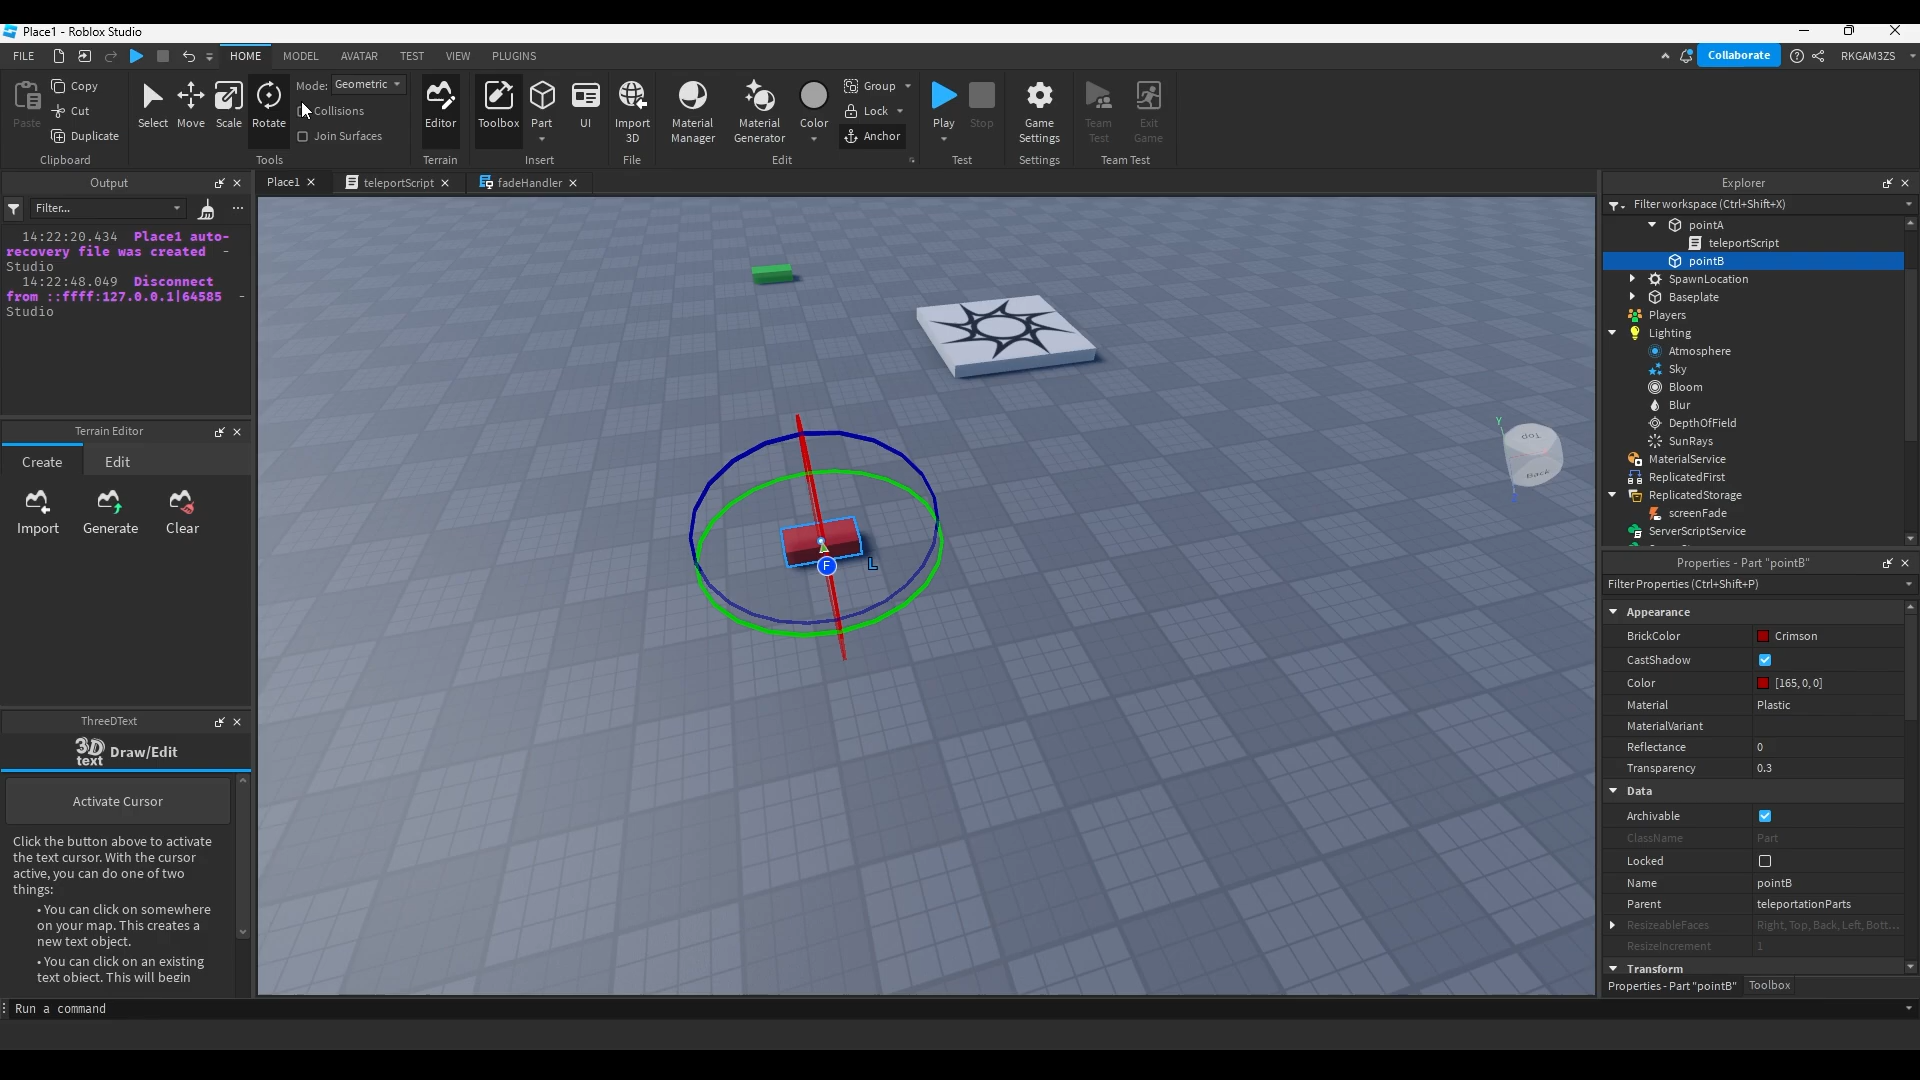 Place1 - Roblox Studio
FILE
HOME
MODEL
AVATAR
TEST
VIEW
PLUGINS
Collaborate
RKGAM3ZS
Paste
Copy
Cut
Duplicate
Clipboard
Select
Move
Scale
Rotate
Mode: Geometric
Collisions
Join Surfaces
Tools
Editor
Terrain
Toolbox
Part
UI
Insert
Import
3D
File
Material
Manager
Material
Generator
Color
Group
Lock
Anchor
Edit
Play
Stop
Test
Game
Settings
Settings
Team
Test
Exit
Game
Team Test
Output
Filter...
14:22:20.434 Place1 auto-
recovery file was created -
Studio
14:22:48.049 Disconnect
from ::ffff:127.0.0.1|64585 -
Studio
Terrain Editor
Create
Edit
Import
Generate
Clear
ThreeDText
3D
text
Draw/Edit
Activate Cursor
Click the button above to activate
the text cursor. With the cursor
active, you can do one of two
things:
• You can click on somewhere
on your map. This creates a
new text object.
• You can click on an existing
text object. This will begin
Run a command
Place1
teleportScript
fadeHandler
F
L
Y
Top
Back
Explorer
Filter workspace (Ctrl+Shift+X)
pointA
teleportScript
pointB
SpawnLocation
Baseplate
Players
Lighting
Atmosphere
Sky
Bloom
Blur
DepthOfField
SunRays
MaterialService
ReplicatedFirst
ReplicatedStorage
screenFade
ServerScriptService
Properties - Part "pointB"
Filter Properties (Ctrl+Shift+P)
Appearance
BrickColor Crimson
CastShadow
Color [165, 0, 0]
Material Plastic
MaterialVariant
Reflectance 0
Transparency 0.3
Data
Archivable
ClassName Part
Locked
Name pointB
Parent teleportationParts
ResizeableFaces Right, Top, Back, Left, Bott...
ResizeIncrement 1
Transform
Properties - Part "pointB"
Toolbox